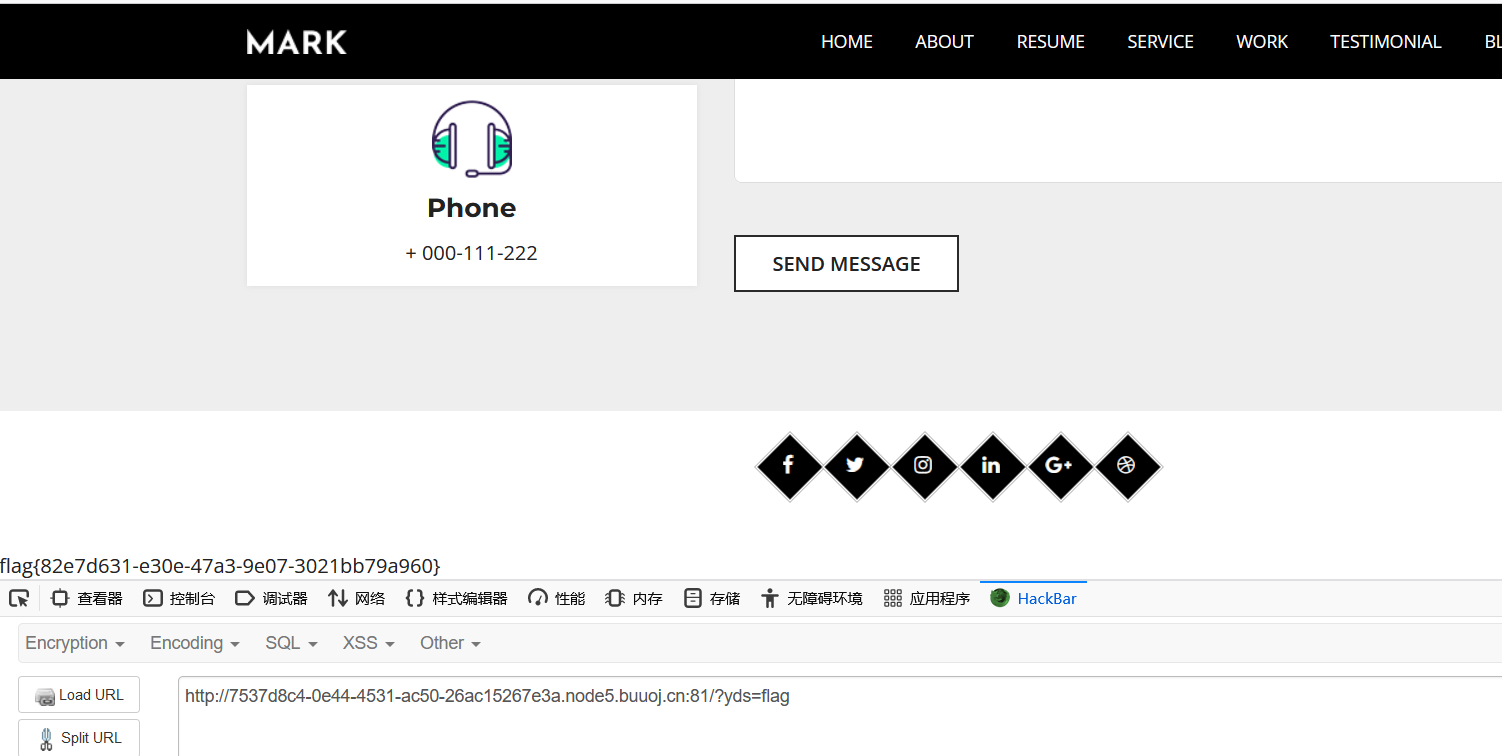 MARK HOME ABOUT RESUME SERVICE WORK TESTIMONIAL BL
Phone
+ 000-111-222
SEND MESSAGE
flag{82e7d631-e30e-47a3-9e07-3021bb79a960}
查看器 控制台 调试器 网络 样式编辑器 性能 内存 存储 无障碍环境 应用程序 HackBar
Encryption Encoding SQL XSS Other
Load URL http://7537d8c4-0e44-4531-ac50-26ac15267e3a.node5.buuoj.cn:81/?yds=flag
Split URL